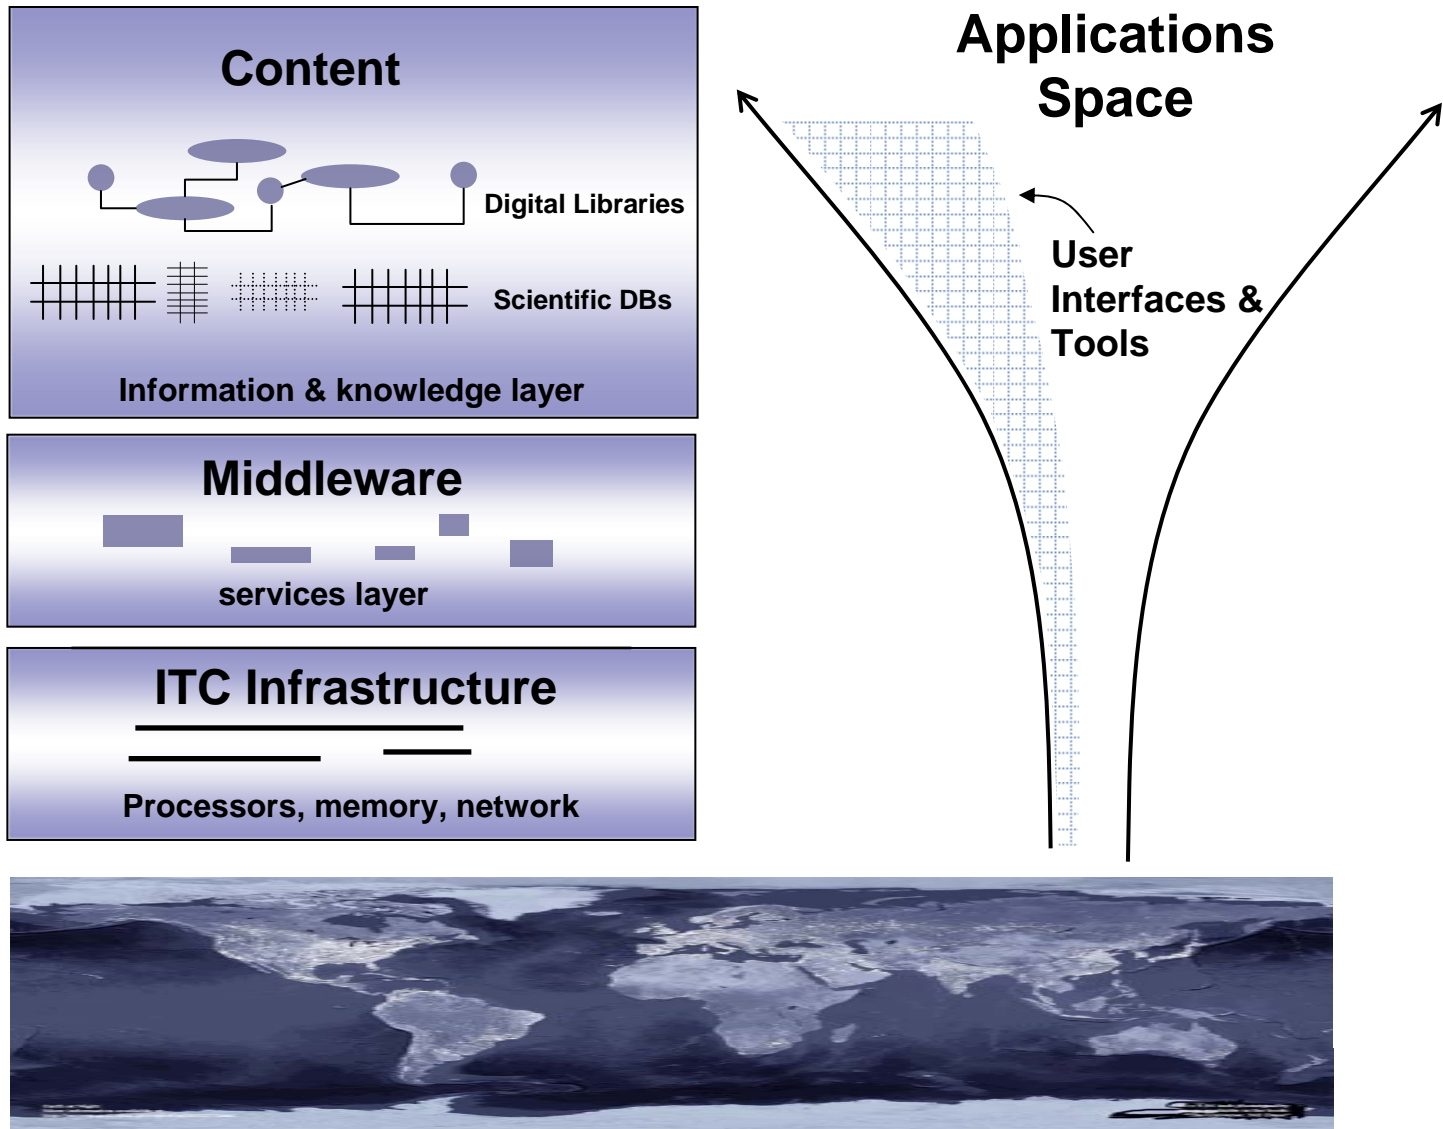 Content
Digital Libraries
Scientific DBs
Information & knowledge layer
Middleware
services layer
ITC Infrastructure
Processors, memory, network
Applications
Space
User
Interfaces &
Tools